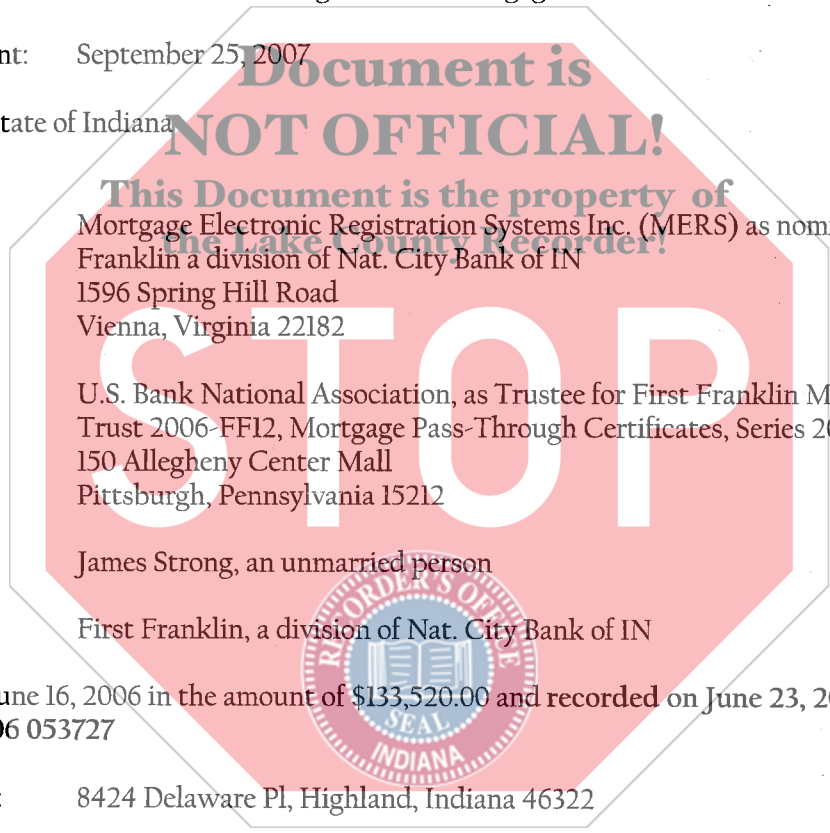 nt: September 25, 2007
Document is
tate of Indiana
NOT OFFICIAL!
This Document is the property of
Mortgage Electronic Registration Systems Inc. (MERS) as nomi
the Lake County Recorder!
Franklin a division of Nat. City Bank of IN
1596 Spring Hill Road
Vienna, Virginia 22182
STOP
U.S. Bank National Association, as Trustee for First Franklin M
Trust 2006-FF12, Mortgage Pass-Through Certificates, Series 20
150 Allegheny Center Mall
Pittsburgh, Pennsylvania 15212
James Strong, an unmarried person
RECORDER'S OFFICE
First Franklin, a division of Nat. City Bank of IN
une 16, 2006 in the amount of $133,520.00 and recorded on June 23, 20
06 053727
SEAL
INDIANA
: 8424 Delaware Pl, Highland, Indiana 46322